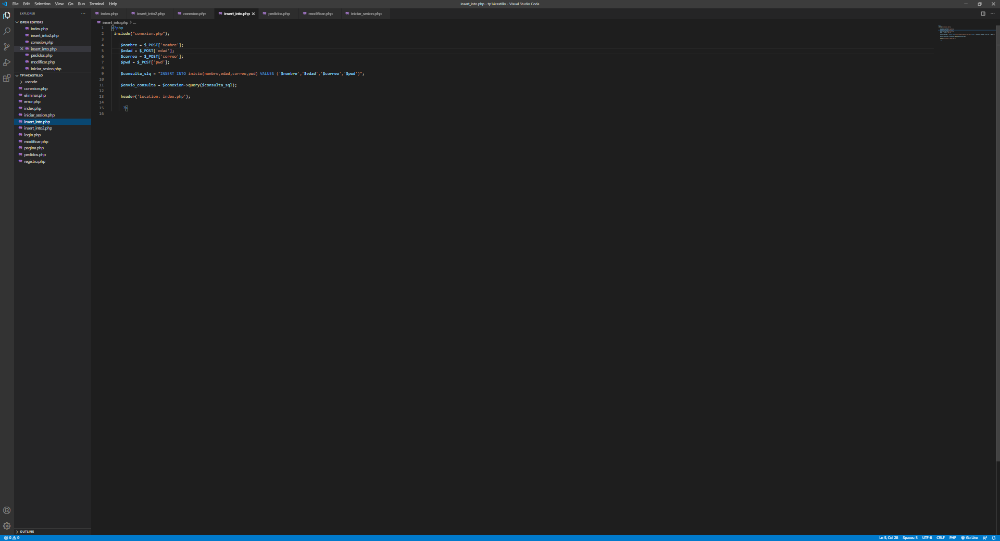 File Edit Selection View Go Run Terminal Help
insert_into.php - tp14castillo - Visual Studio Code
EXPLORER
OPEN EDITORS
index.php
insert_into2.php
conexion.php
insert_into.php
pedidos.php
modificar.php
iniciar_sesion.php
TP14CASTILLO
.vscode
conexion.php
eliminar.php
error.php
index.php
iniciar_sesion.php
insert_into.php
insert_into2.php
login.php
modificar.php
pagina.php
pedidos.php
registro.php
OUTLINE
index.php insert_into2.php conexion.php insert_into.php pedidos.php modificar.php iniciar_sesion.php
insert_into.php > ...
1 <?php
2 include("conexion.php");
3
4 $nombre = $_POST['nombre'];
5 $edad = $_POST['edad'];
6 $correo = $_POST['correo'];
7 $pwd = $_POST['pwd'];
8
9 $consulta_slq = "INSERT INTO inicio(nombre,edad,correo,pwd) VALUES ('$nombre','$edad','$correo','$pwd')";
10
11 $envio_consulta = $conexion->query($consulta_sql);
12
13 header('Location: index.php');
14
15 ?>
16
0 0
Ln 5, Col 28 Spaces: 3 UTF-8 CRLF PHP Go Live